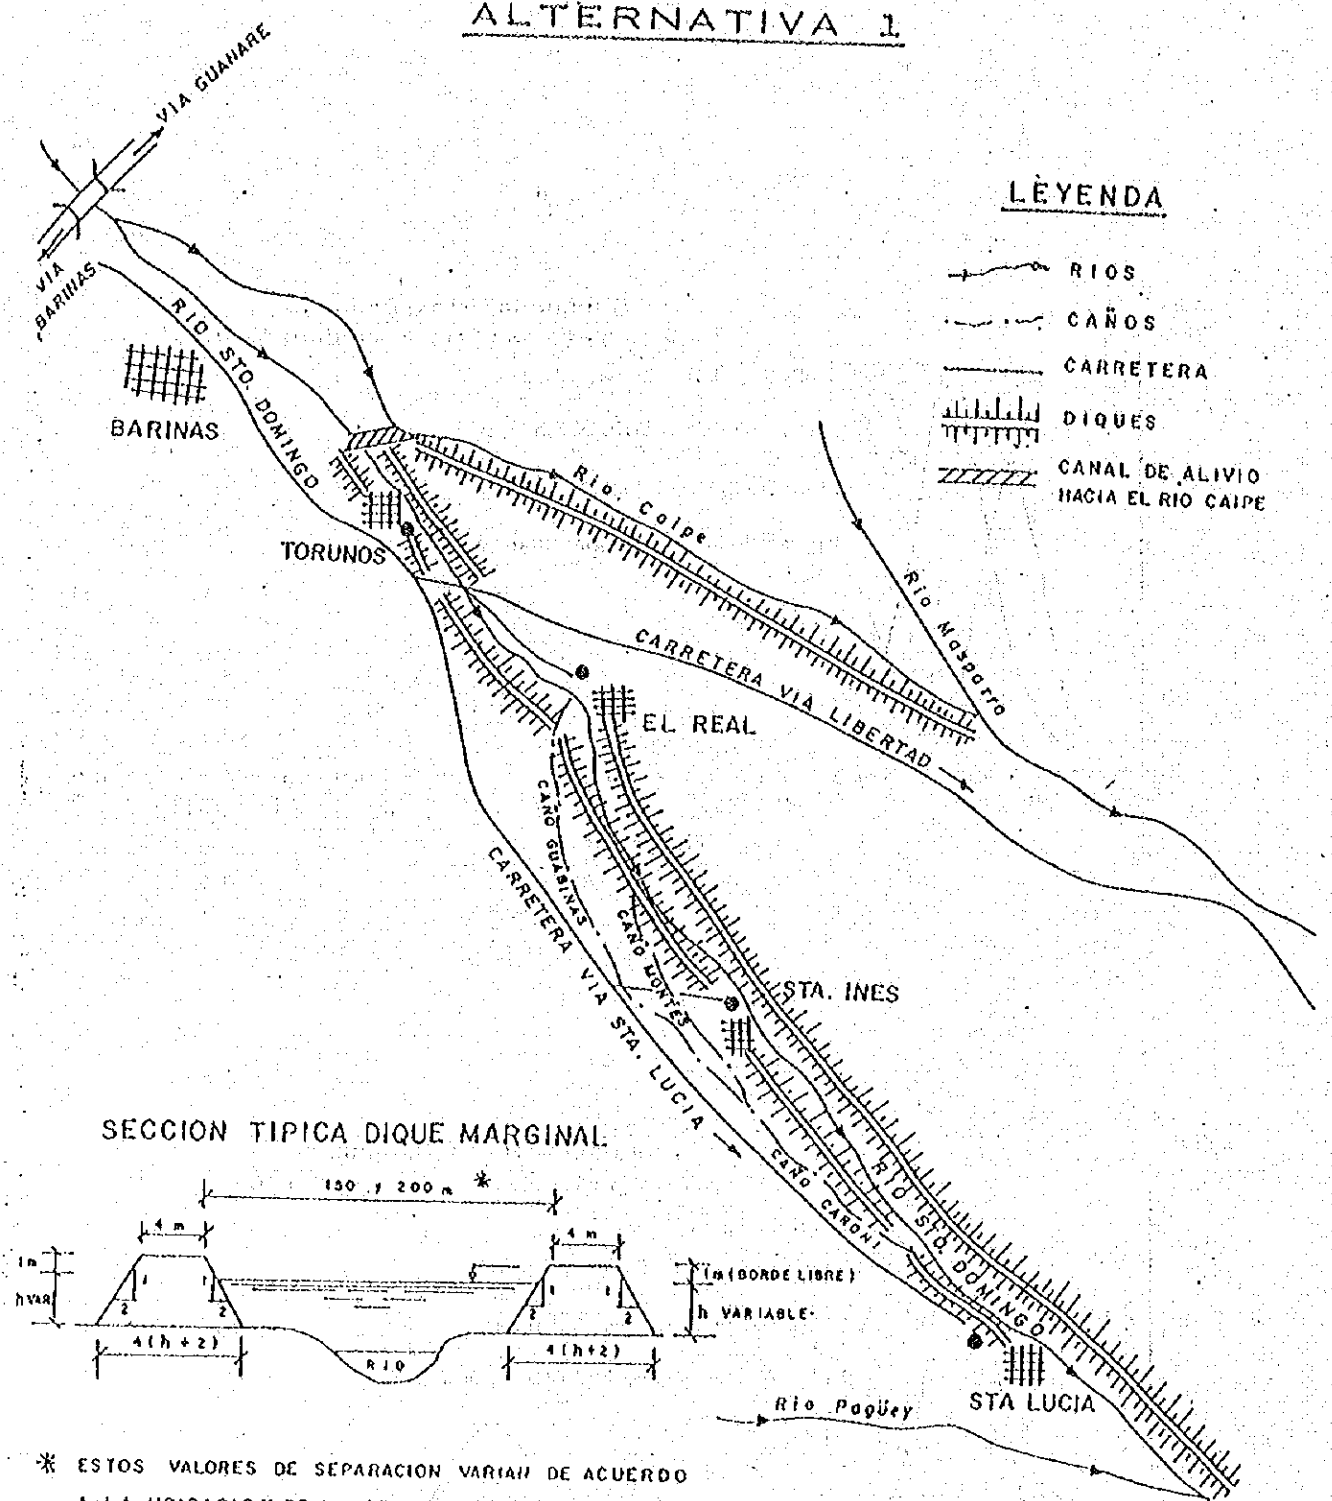 ALTERNATIVA 1
VIA GUANARE
VIA
BARINAS
RIO STO. DOMINGO
BARINAS
TORUNOS
LEYENDA
RIOS
CAÑOS
CARRETERA
DIQUES
CANAL DE ALIVIO
HACIA EL RIO CAIPE
Rio. Caipe
Rio Masparro
CARRETERA VIA LIBERTAD
EL REAL
CAÑO GUASINAS
CAÑO MONTES
CARRETERA VIA STA. LUCIA
STA. INES
CAÑO CARONI
RIO STO. DOMINGO
STA LUCIA
Rio Pagüey
SECCION TIPICA DIQUE MARGINAL
150 y 200 m *
4 m
4 m
1m
h VAR
1
2
1
2
1
2
1
2
1m (BORDE LIBRE)
h VARIABLE
4(h+2)
RIO
4(h+2)
* ESTOS VALORES DE SEPARACION VARIAN DE ACUERDO